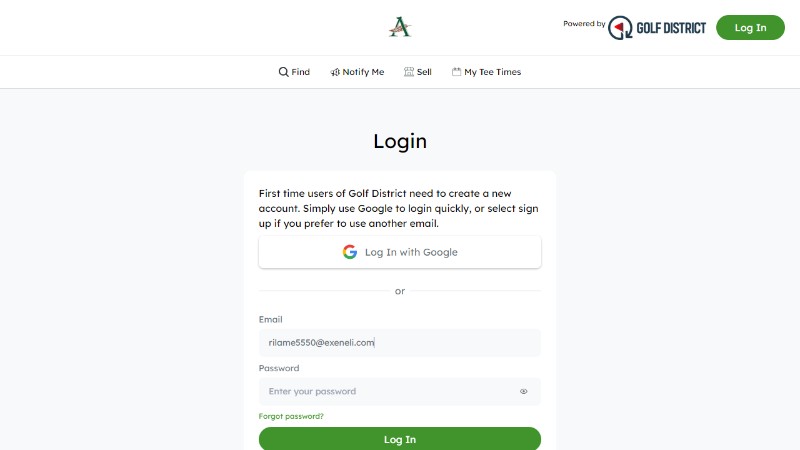 A
Powered by
GOLF DISTRICT
Log In
Find
Notify Me
Sell
My Tee Times
Login
First time users of Golf District need to create a new
account. Simply use Google to login quickly, or select sign
up if you prefer to use another email.
Log In with Google
or
Email
rilame5550@exeneli.com
Password
Enter your password
Forgot password?
Log In